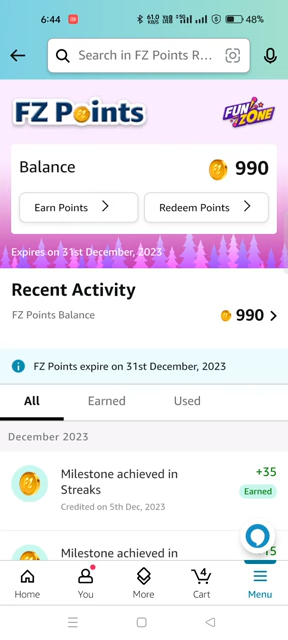 6:44
61.0 KB/S
48%
Search in FZ Points R...
FZ Points
FUN ZONE
Balance
990
Earn Points
Redeem Points
Expires on 31st December, 2023
Recent Activity
FZ Points Balance
990
FZ Points expire on 31st December, 2023
All Earned Used
December 2023
Milestone achieved in
Streaks
+35
Earned
Credited on 5th Dec, 2023
Milestone achieved in
4
Home You More Cart Menu